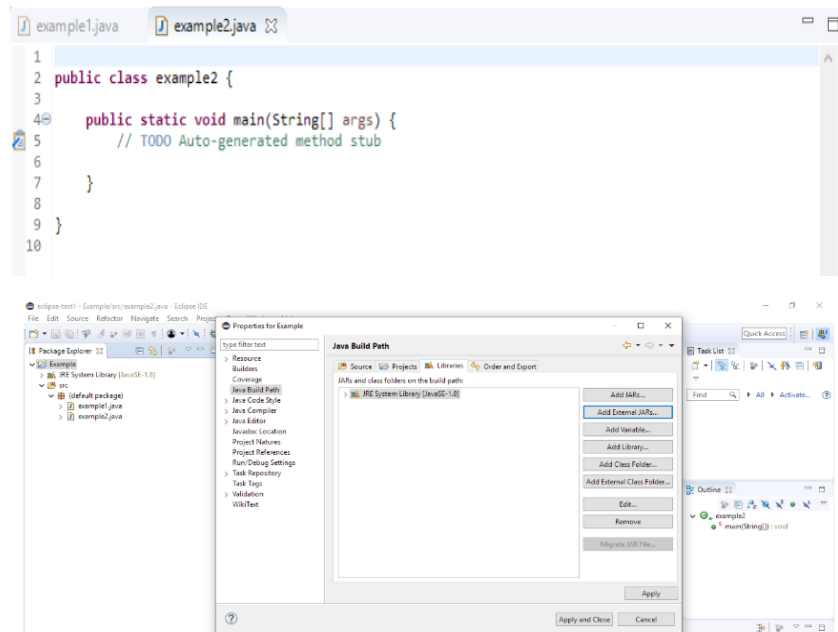 example1.java example2.java
1
2 public class example2 {
3
4 public static void main(String[] args) {
5 // TODO Auto-generated method stub
6
7 }
8
9 }
10
eclipse-test1 - Example/src/example2.java - Eclipse IDE
File Edit Source Refactor Navigate Search Projec
Quick Access
Package Explorer
Example
JRE System Library [JavaSE-1.8]
src
(default package)
example1.java
example2.java
Properties for Example
type filter text
Resource
Builders
Coverage
Java Build Path
Java Code Style
Java Compiler
Java Editor
Javadoc Location
Project Natures
Project References
Run/Debug Settings
Task Repository
Task Tags
Validation
WikiText
Java Build Path
Source Projects Libraries Order and Export
JARs and class folders on the build path:
JRE System Library [JavaSE-1.8]
Add JARs...
Add External JARs...
Add Variable...
Add Library...
Add Class Folder...
Add External Class Folder...
Edit...
Remove
Migrate JAR File...
Apply
Apply and Close Cancel
Task List
Find All Activate...
Outline
example2
main(String[]) : void